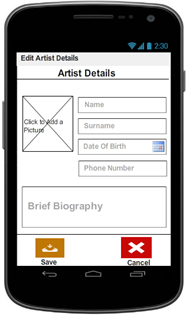 2:30
Edit Artist Details
Artist Details
Name
Click to Add a
Picture
Surname
Date Of Birth
Phone Number
Brief Biography
Save
Cancel